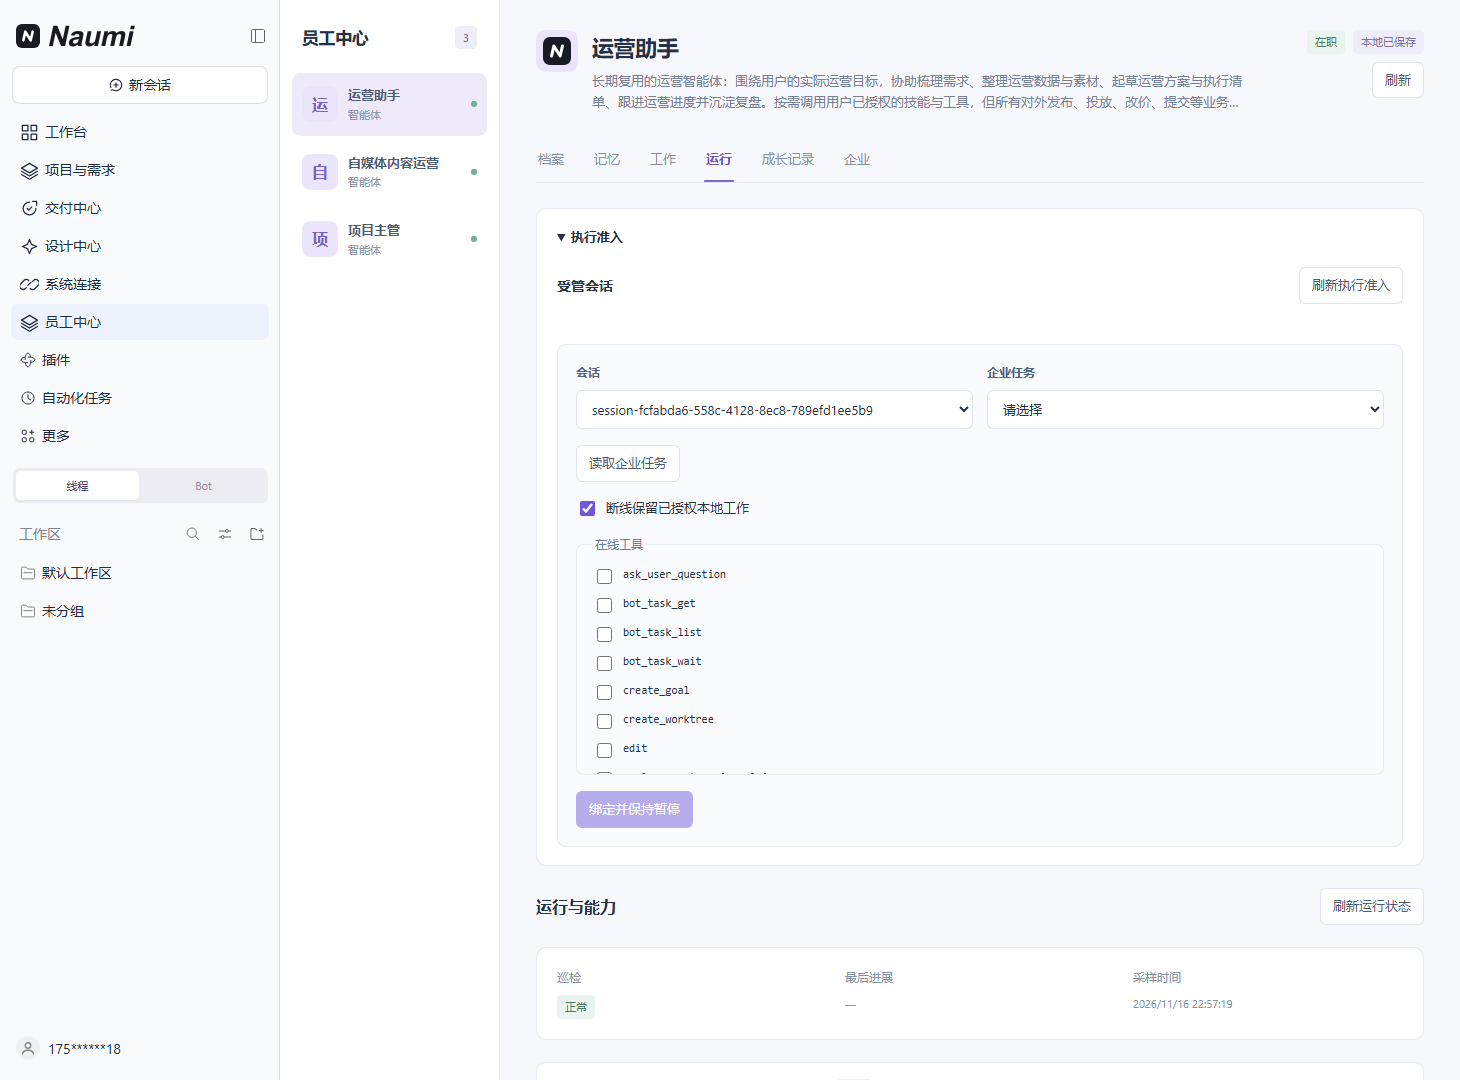 Naumi
新会话
工作台
项目与需求
交付中心
设计中心
系统连接
员工中心
插件
自动化任务
更多
线程
Bot
工作区
默认工作区
未分组
175******18
员工中心
3
运
运营助手
智能体
自
自媒体内容运营
智能体
项
项目主管
智能体
运营助手
在职
本地已保存
长期复用的运营智能体：围绕用户的实际运营目标，协助梳理需求、整理运营数据与素材、起草运营方案与执行清
单、跟进运营进度并沉淀复盘。按需调用用户已授权的技能与工具，但所有对外发布、投放、改价、提交等业务...
刷新
档案
记忆
工作
运行
成长记录
企业
执行准入
受管会话
刷新执行准入
会话
企业任务
session-fcfabda6-558c-4128-8ec8-789efd1ee5b9
请选择
读取企业任务
断线保留已授权本地工作
在线工具
ask_user_question
bot_task_get
bot_task_list
bot_task_wait
create_goal
create_worktree
edit
绑定并保持暂停
运行与能力
刷新运行状态
巡检
最后进展
采样时间
正常
—
2026/11/16 22:57:19